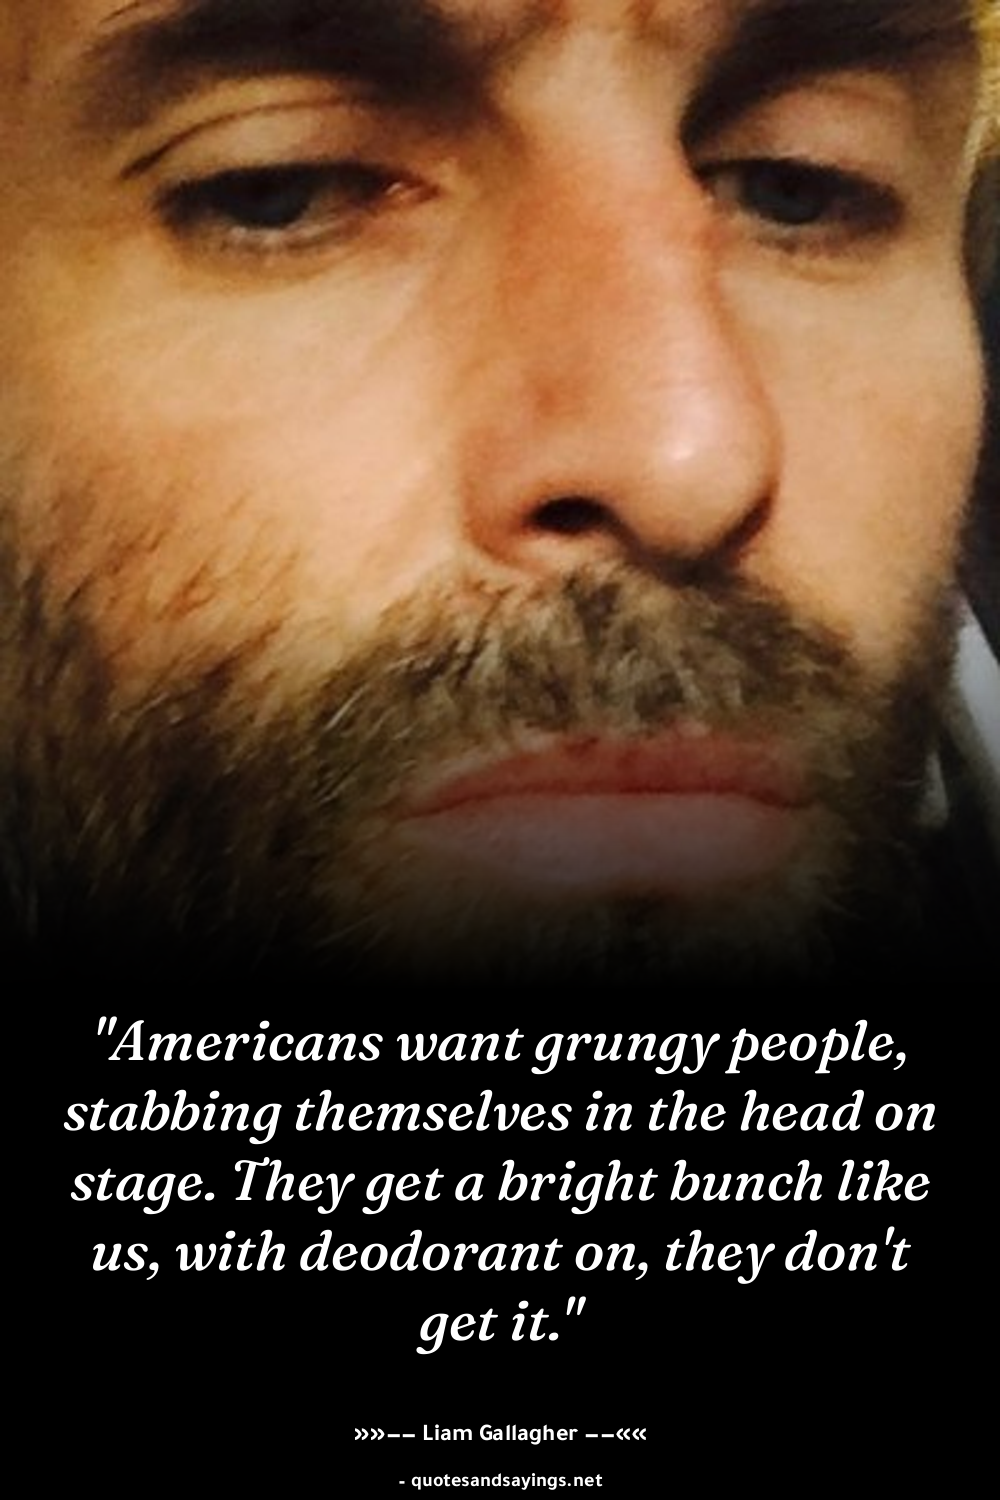 "Americans want grungy people,
stabbing themselves in the head on
stage. They get a bright bunch like
us, with deodorant on, they don't
get it."
»»−− Liam Gallagher −−««
- quotesandsayings.net